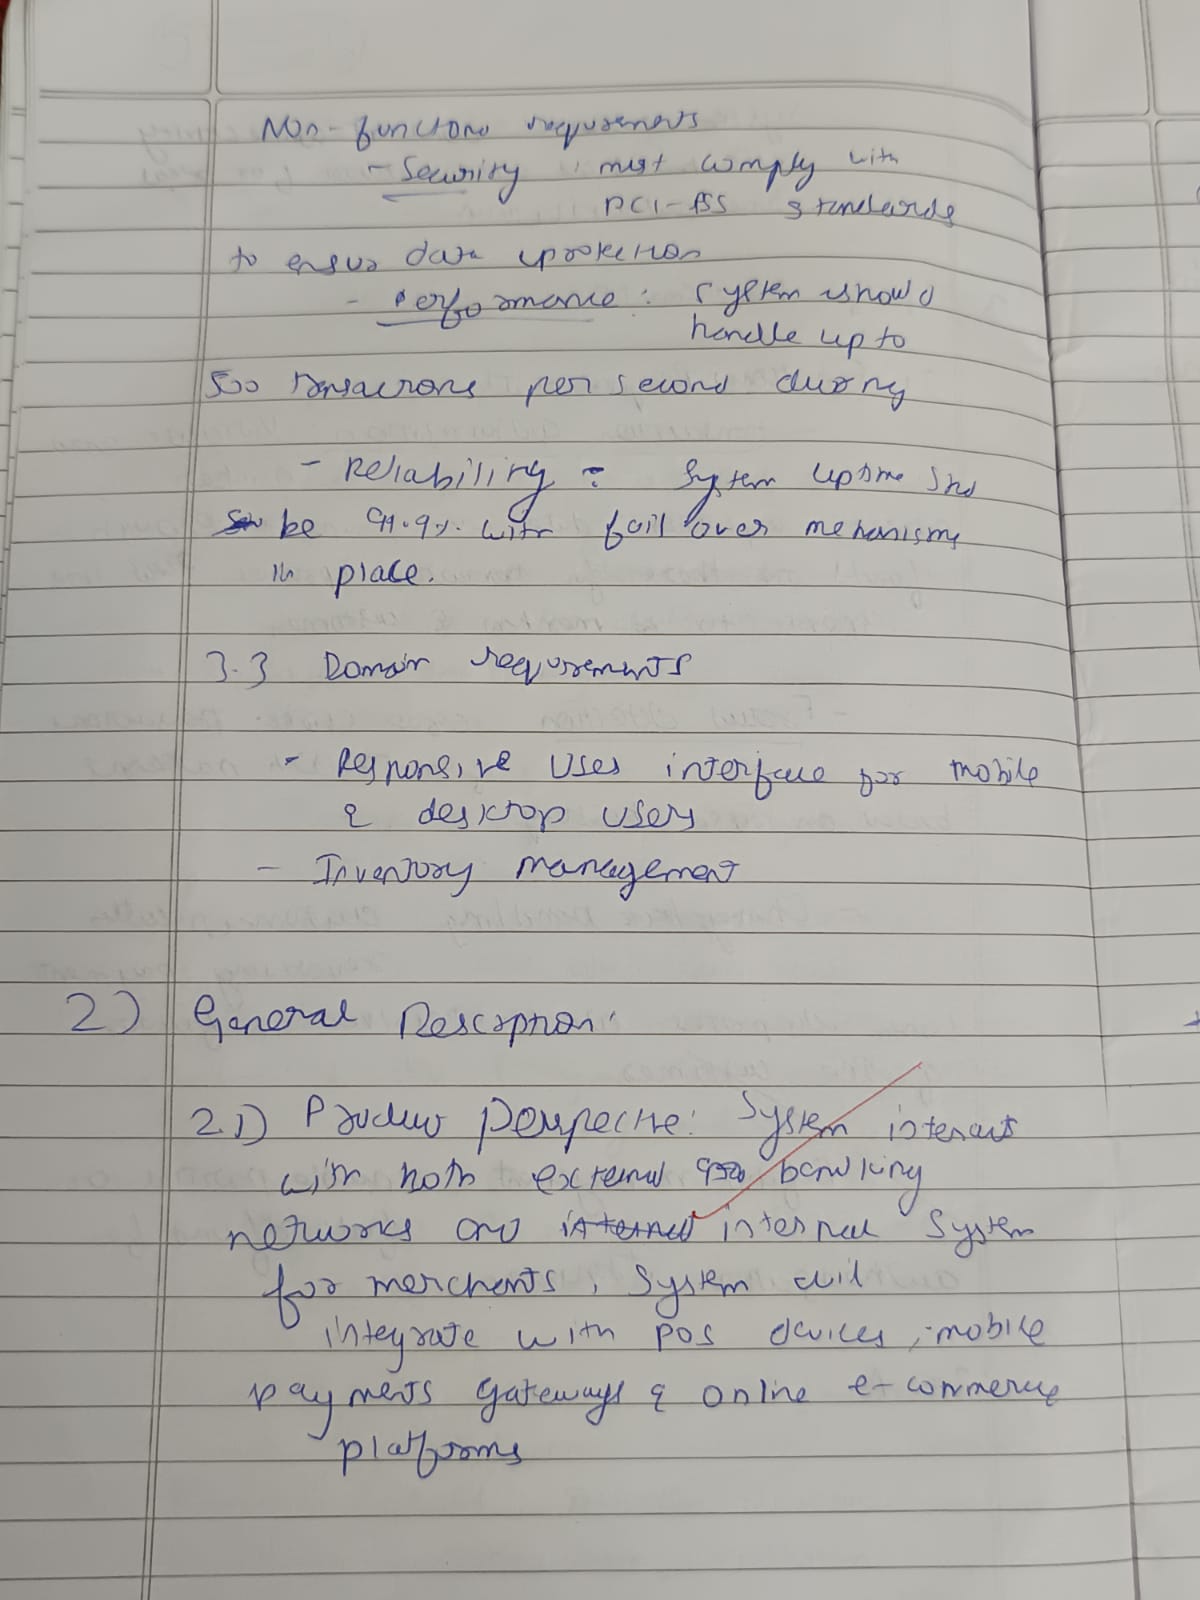 Non-functiona requirements
- Security : must comply with
PCI-DSS standards
to ensur data protection
- Performance : System should
handle up to
500 transactions per second during
- Reliability : System uptime
be 99.9% with fail over mechanisms
in place.
3.3 Domain requirements
- Responsive User interface for mobile
& desktop users
- Inventory management
2) General Description:
2.1) Product Perspective: System interact
with both external banking
networks and internal system
for merchants, system will
integrate with POS devices, mobile
payments gateways & online e-commerce
platforms